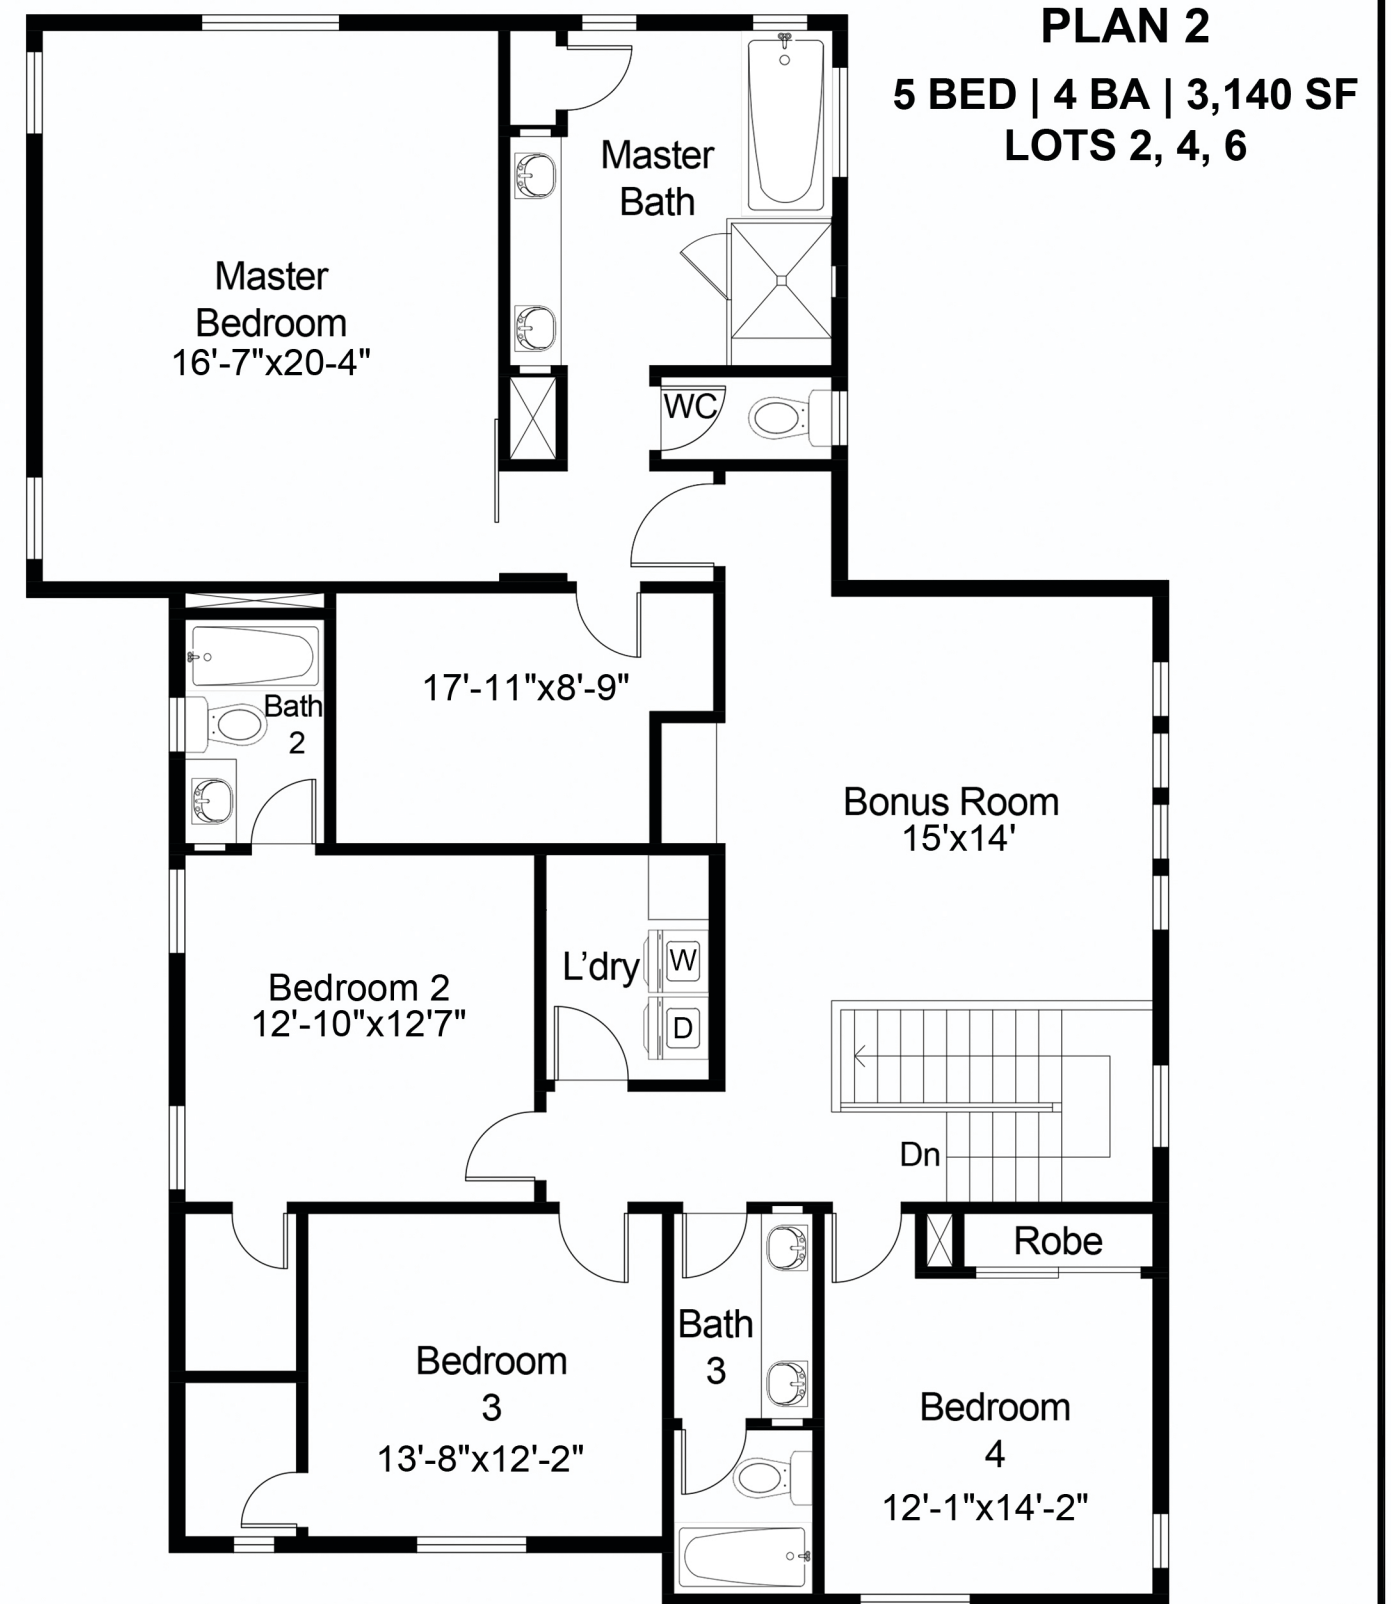 PLAN 2
5 BED | 4 BA | 3,140 SF
LOTS 2, 4, 6
Master
Bath
Master
Bedroom
16'-7"x20-4"
WC
17'-11"x8'-9"
Bath
2
Bonus Room
15'x14'
L’dry
W
D
Bedroom 2
12'-10"x12'7"
Dn
Robe
Bath
3
Bedroom
3
13'-8"x12'-2"
Bedroom
4
12'-1"x14'-2"